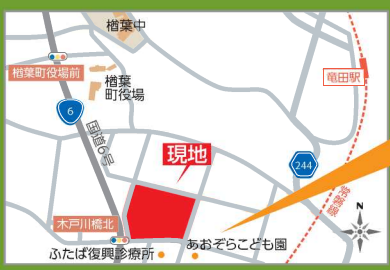 楢葉中
楢葉町役場前
楢葉
町役場
竜田駅
6
国道6号
現地
244
常磐線
木戸川橋北
あおぞらこども園
ふたば復興診療所
N